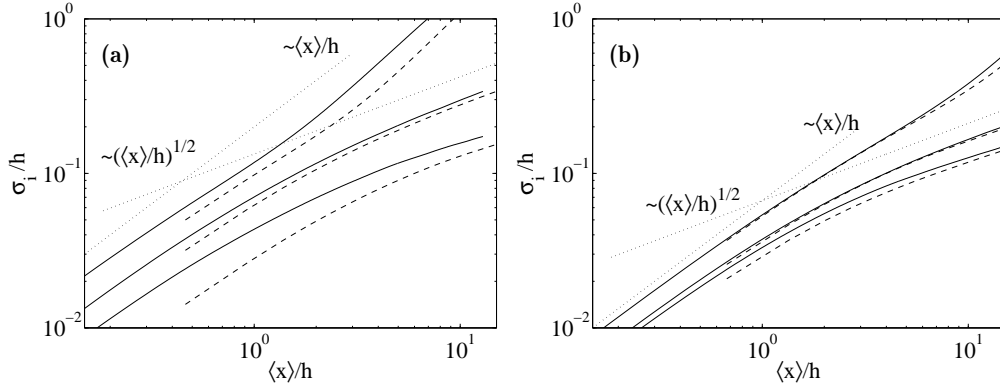 10^0
(a)
~⟨x⟩/h
~(⟨x⟩/h)^{1/2}
σ_i/h
10^{-1}
10^{-2}
10^0
10^1
⟨x⟩/h
10^0
(b)
~⟨x⟩/h
σ_i/h
10^{-1}
~(⟨x⟩/h)^{1/2}
10^{-2}
10^0
10^1
⟨x⟩/h